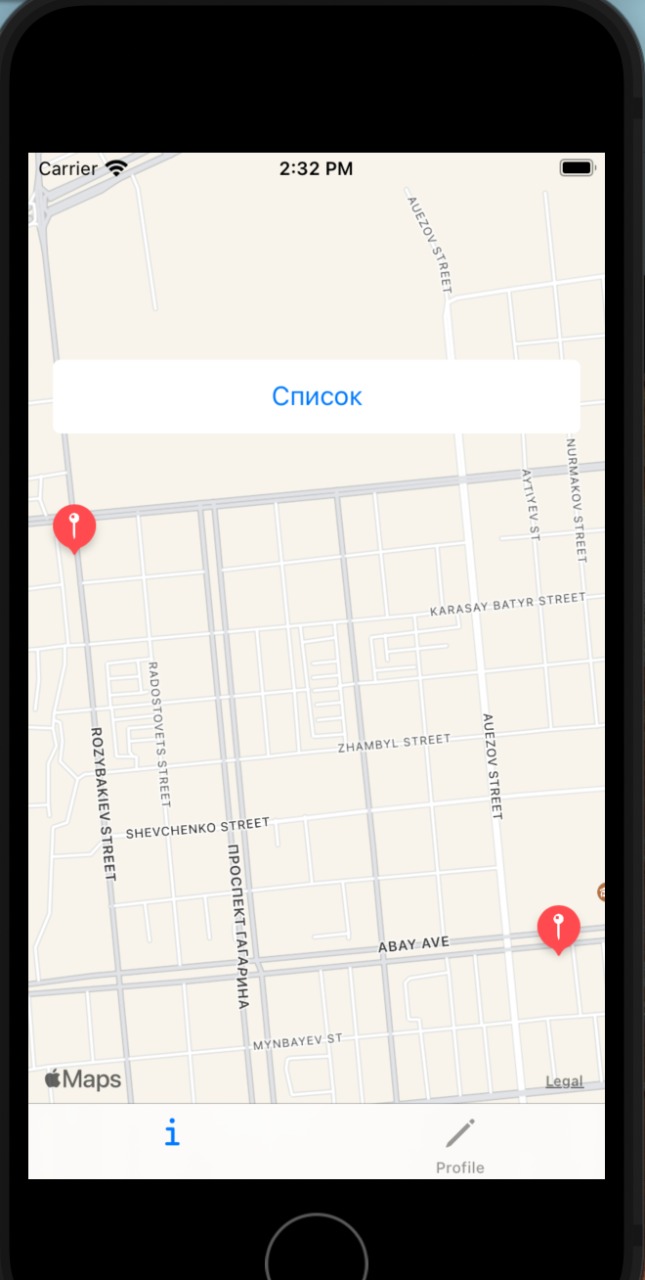 Carrier
2:32 PM
AUEZOV STREET
Список
NURMAKOV STREET
AYTIYEV ST
KARASAY BATYR STREET
RADOSTOVETS STREET
AUEZOV STREET
ZHAMBYL STREET
ROZYBAKIEV STREET
SHEVCHENKO STREET
ПРОСПЕКТ ГАГАРИНА
ABAY AVE
MYNBAYEV ST
Maps
Legal
i
Profile